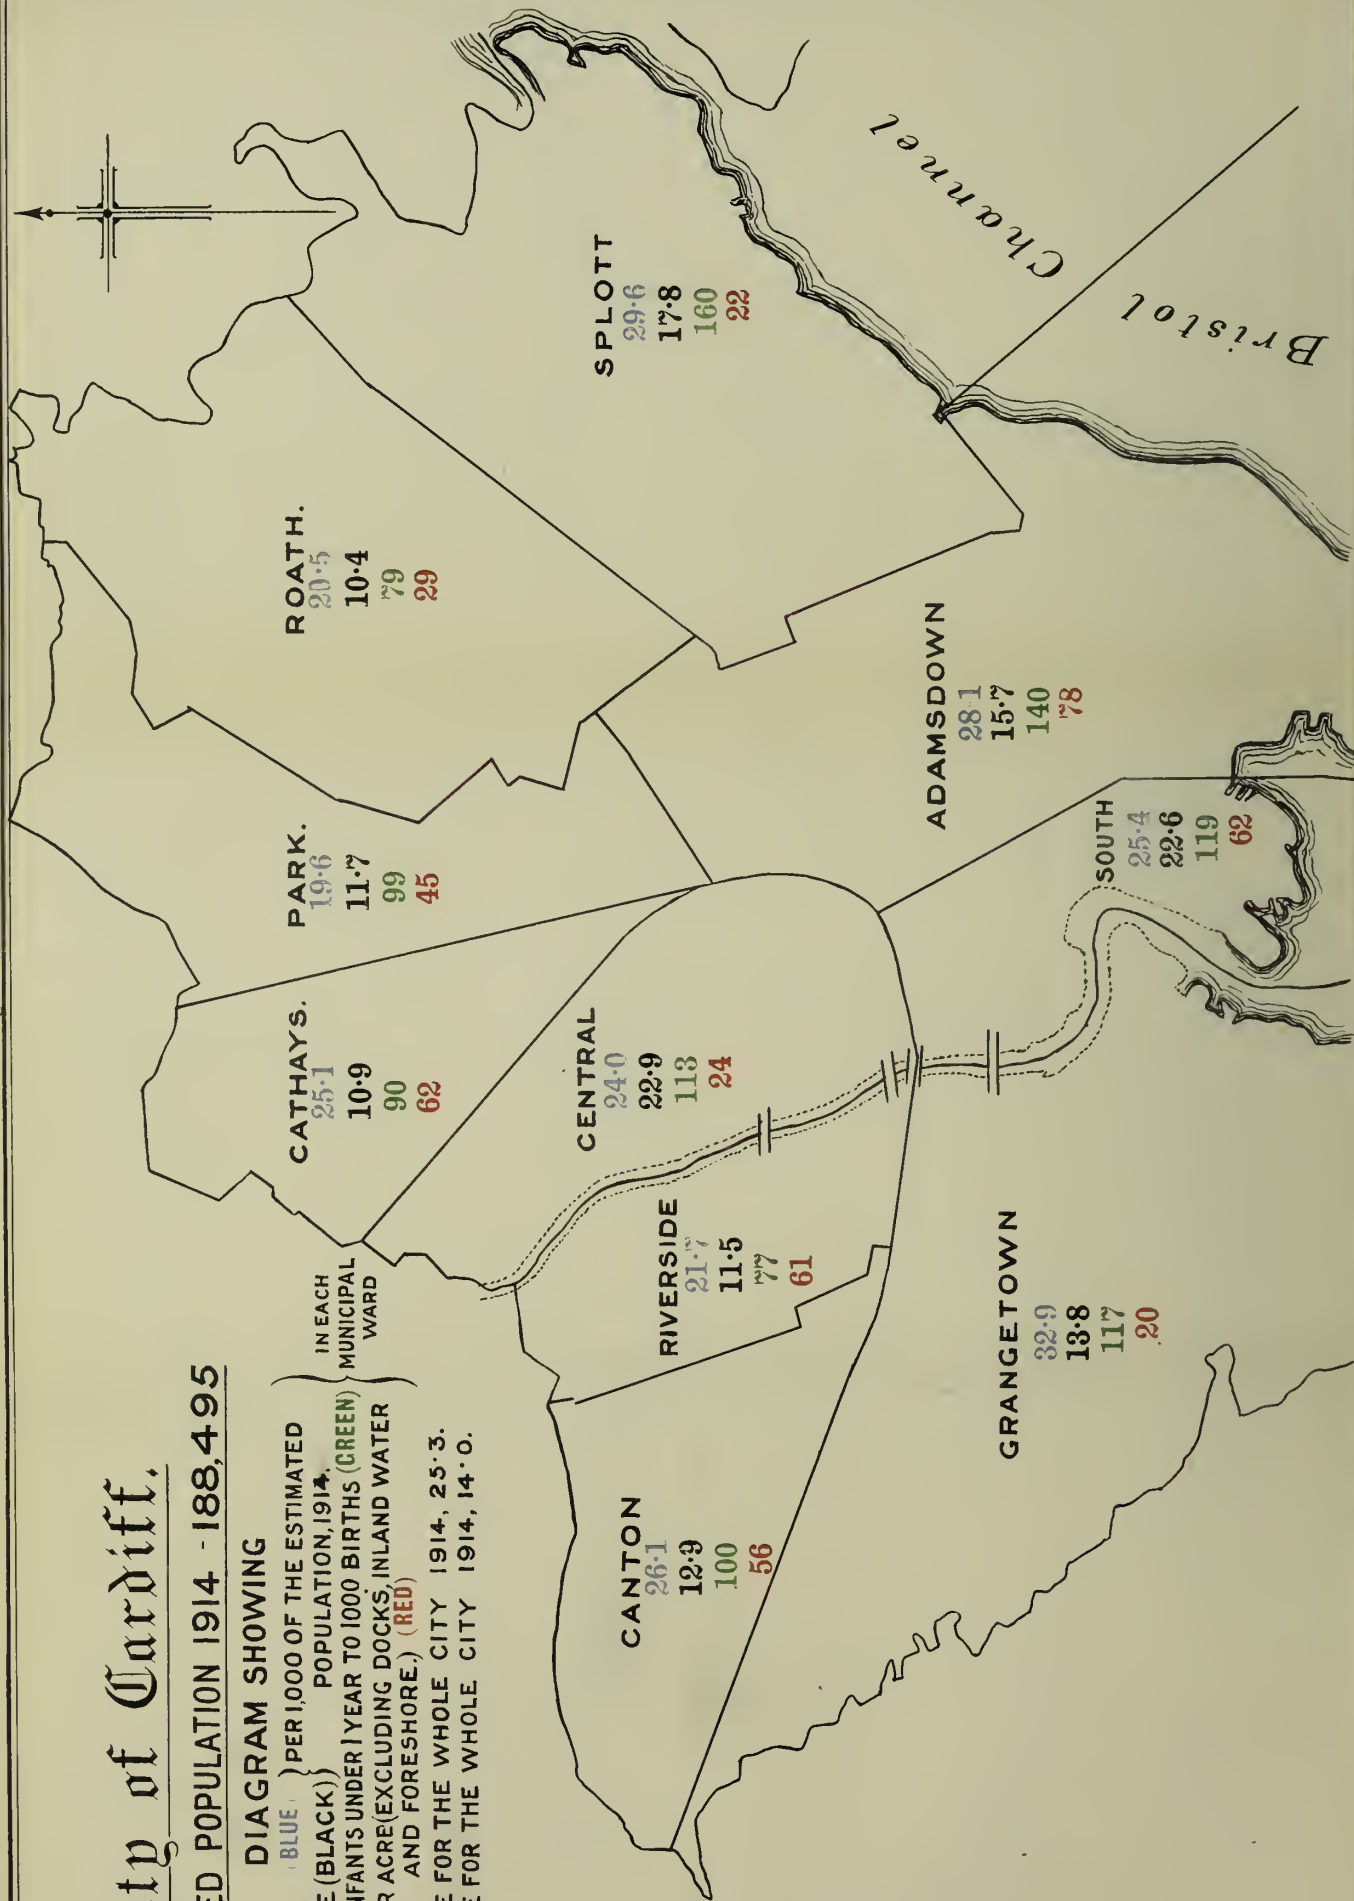 ty of Cardiff.
ED POPULATION 1914 - 188,495
DIAGRAM SHOWING
(BLUE) } PER 1,000 OF THE ESTIMATED
E (BLACK) } POPULATION, 1914.
NFANTS UNDER 1 YEAR TO 1000 BIRTHS (GREEN)
R ACRE (EXCLUDING DOCKS, INLAND WATER
AND FORESHORE.) (RED)
IN EACH
MUNICIPAL
WARD
E FOR THE WHOLE CITY 1914, 25·3.
E FOR THE WHOLE CITY 1914, 14·0.
CATHAYS.
25·1
10·9
90
62
PARK.
19·6
11·7
99
45
ROATH.
20·5
10·4
79
29
SPLOTT
29·6
17·8
160
22
CANTON
26·1
12·9
100
56
RIVERSIDE
21·7
11·5
77
61
CENTRAL
24·0
22·9
113
24
ADAMSDOWN
28·1
15·7
140
78
GRANGETOWN
32·9
13·8
117
20
SOUTH
25·4
22·6
119
62
Bristol Channel